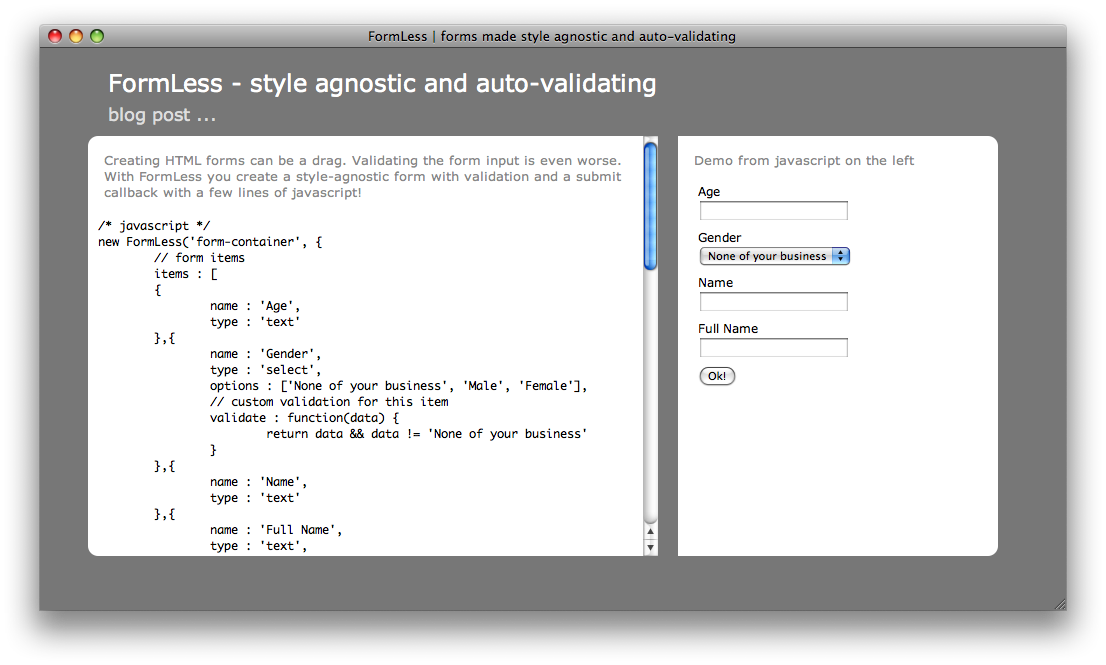 FormLess | forms made style agnostic and auto-validating
FormLess - style agnostic and auto-validating
blog post ...
Creating HTML forms can be a drag. Validating the form input is even worse.
With FormLess you create a style-agnostic form with validation and a submit
callback with a few lines of javascript!
/* javascript */
new FormLess('form-container', {
        // form items
        items : [
        {
                name : 'Age',
                type : 'text'
        },{
                name : 'Gender',
                type : 'select',
                options : ['None of your business', 'Male', 'Female'],
                // custom validation for this item
                validate : function(data) {
                        return data && data != 'None of your business'
                }
        },{
                name : 'Name',
                type : 'text'
        },{
                name : 'Full Name',
                type : 'text',
Demo from javascript on the left
Age
Gender
None of your business
Name
Full Name
Ok!